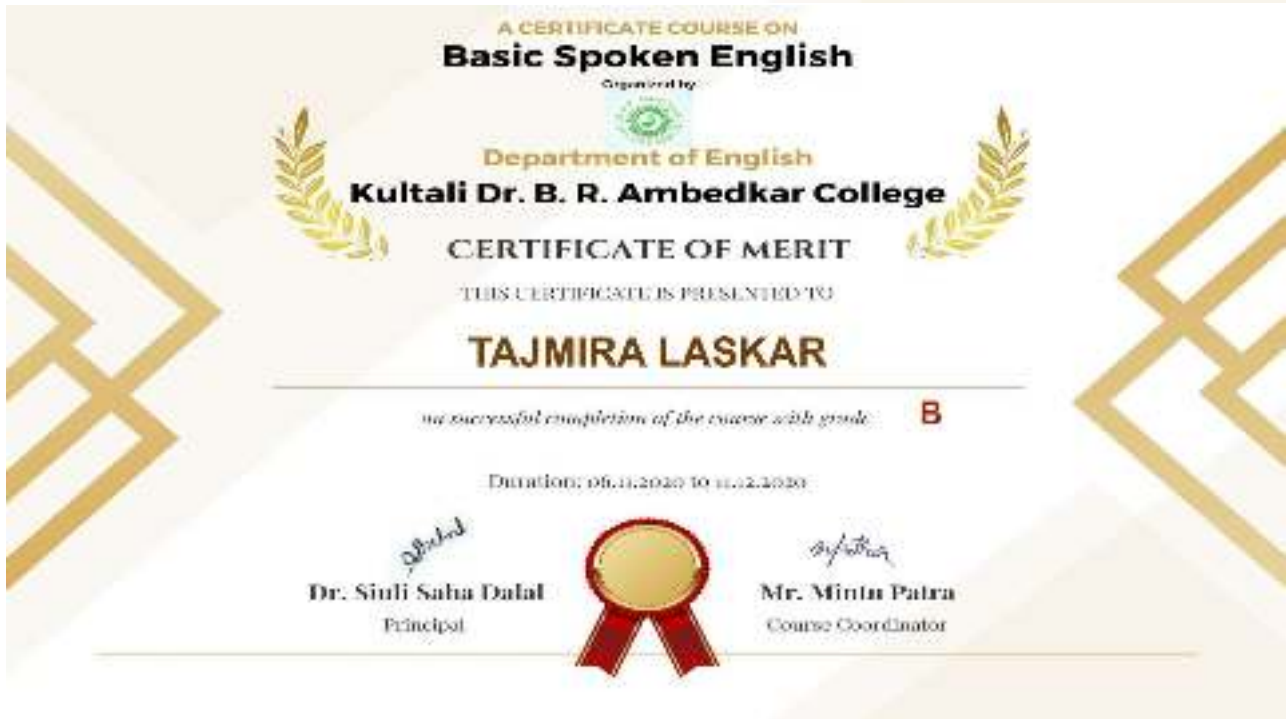 A CERTIFICATE COURSE ON
Basic Spoken English
Organized by
Department of English
Kultali Dr. B. R. Ambedkar College
CERTIFICATE OF MERIT
THIS CERTIFICATE IS PRESENTED TO
TAJMIRA LASKAR
on successful completion of the course with grade B
Duration: 06.11.2020 to 11.12.2020
Dr. Siuli Saha Dalal Mr. Mintu Patra
Principal Course Coordinator